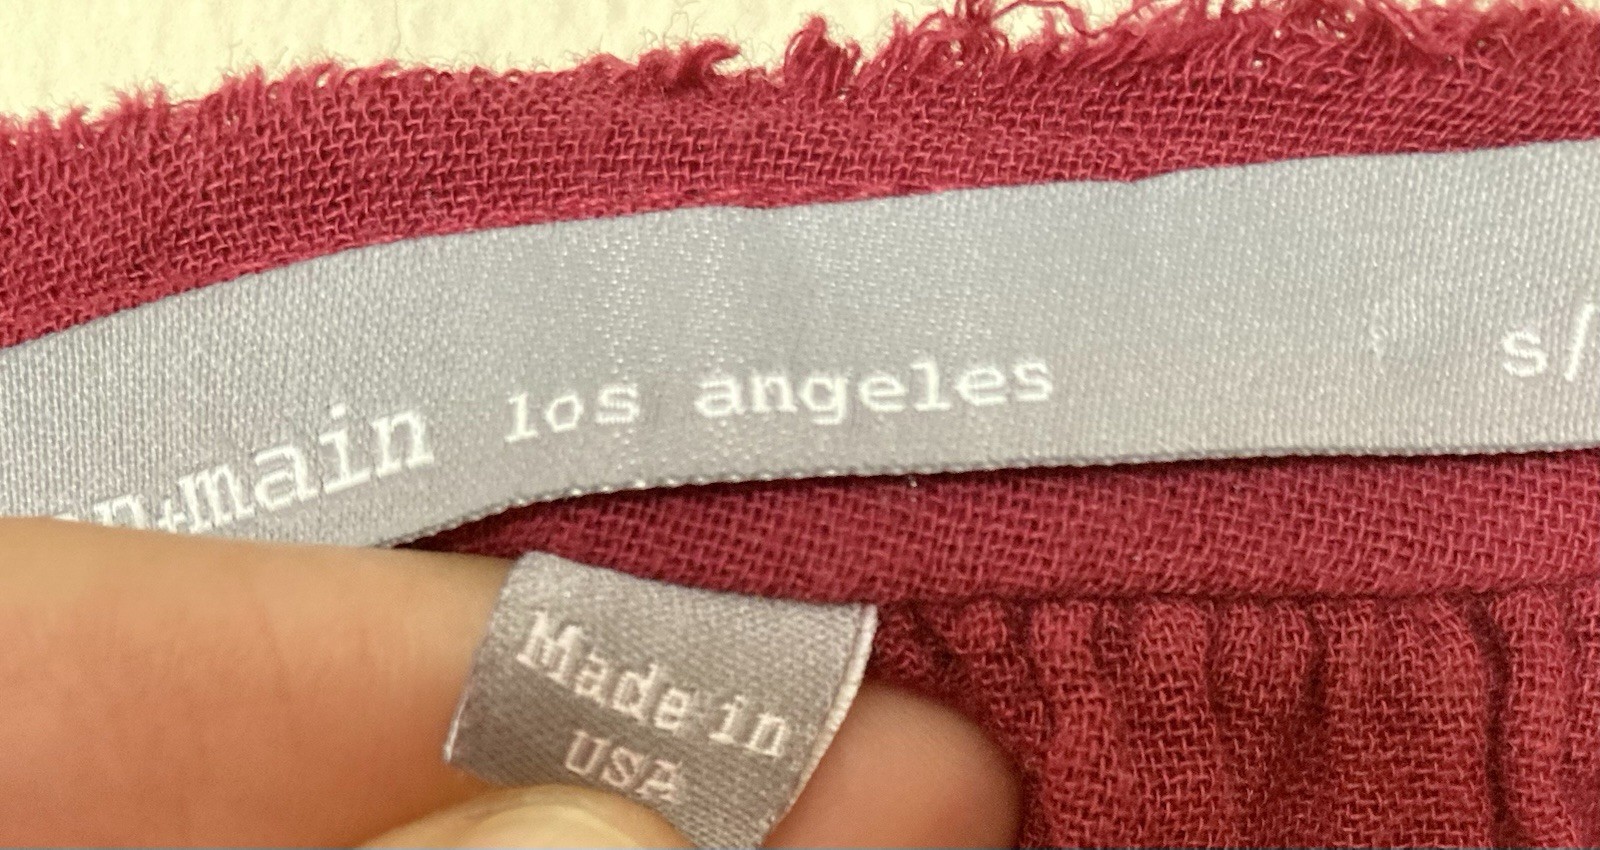 n+main los angeles s/
Made in
USA